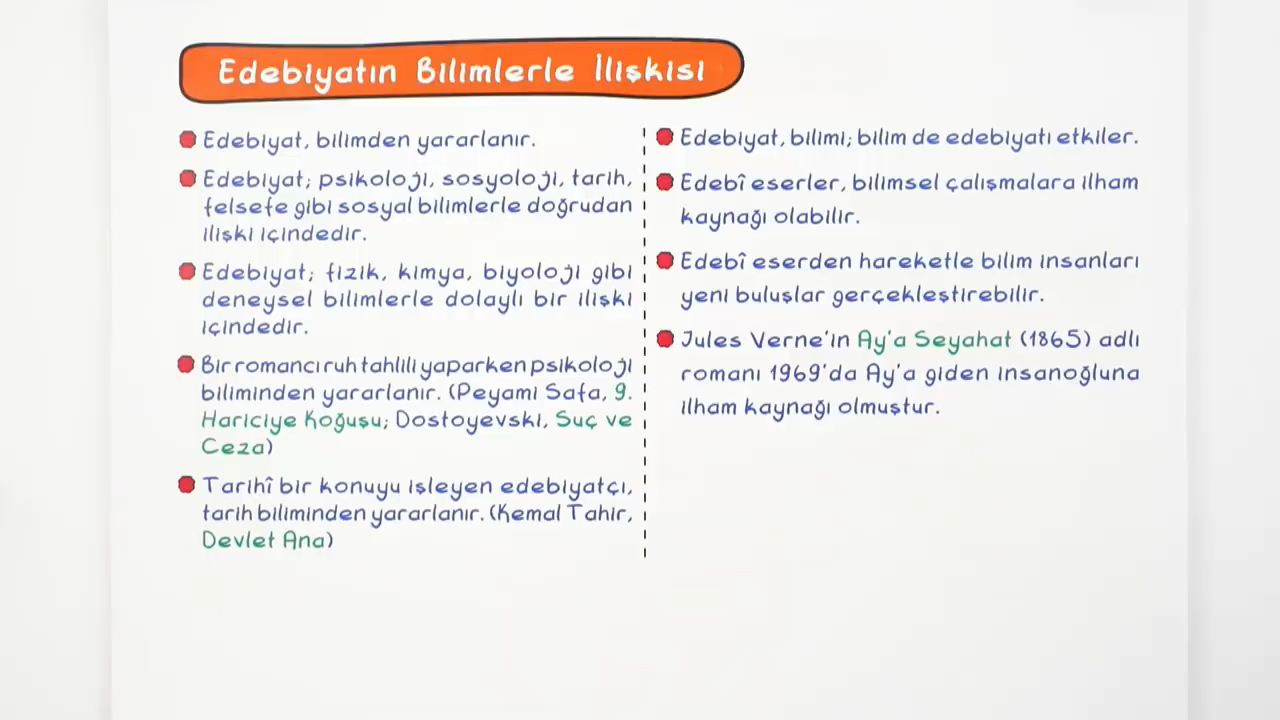 Edebiyatın Bilimlerle İlişkisi
Edebiyat, bilimden yararlanır.
Edebiyat; psikoloji, sosyoloji, tarih,
felsefe gibi sosyal bilimlerle doğrudan
ilişki içindedir.
Edebiyat; fizik, kimya, biyoloji gibi
deneysel bilimlerle dolaylı bir ilişki
içindedir.
Bir romancı ruh tahlili yaparken psikoloji
biliminden yararlanır. (Peyami Safa, 9.
Hariciye Koğuşu; Dostoyevski, Suç ve
Ceza)
Tarihî bir konuyu işleyen edebiyatçı,
tarih biliminden yararlanır. (Kemal Tahir,
Devlet Ana)
Edebiyat, bilimi; bilim de edebiyatı etkiler.
Edebî eserler, bilimsel çalışmalara ilham
kaynağı olabilir.
Edebî eserden hareketle bilim insanları
yeni buluşlar gerçekleştirebilir.
Jules Verne'in Ay'a Seyahat (1865) adlı
romanı 1969'da Ay'a giden insanoğluna
ilham kaynağı olmuştur.